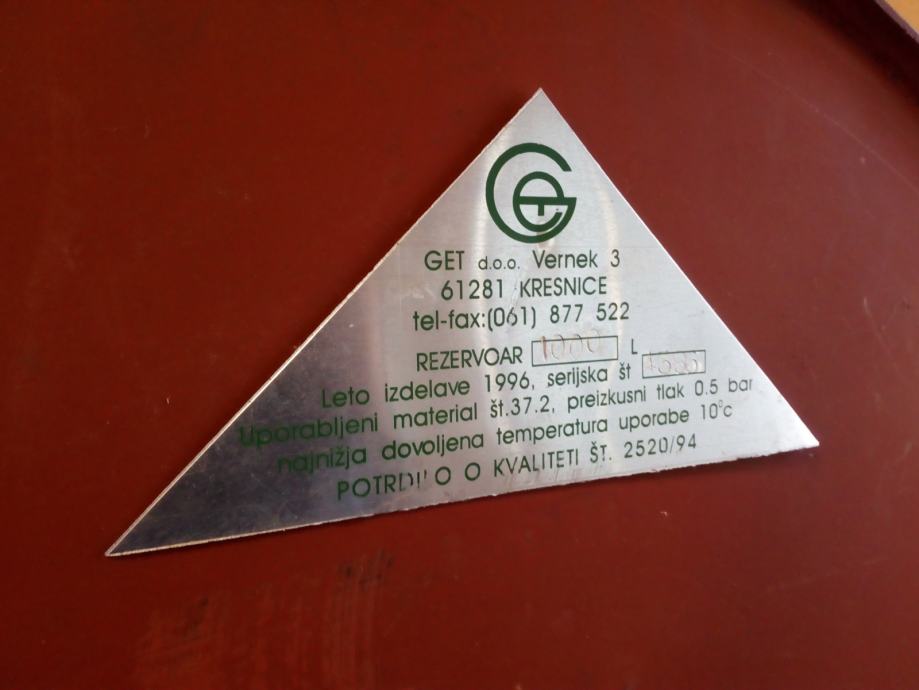 GET
GET d.o.o. Vernek 3
61281 KRESNICE
tel-fax:(061) 877 522
REZERVOAR 1000 L
Leto izdelave 1996, serijska št
Uporabljeni material št.37.2, preizkusni tlak 0.5 bar
najnižja dovoljena temperatura uporabe 10°c
POTRDILO O KVALITETI ŠT. 2520/94